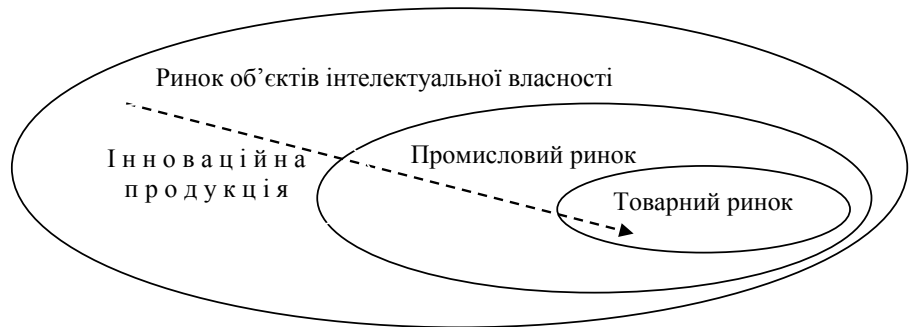 Ринок об’єктів інтелектуальної власності
Інноваційна
продукція
Промисловий ринок
Товарний ринок